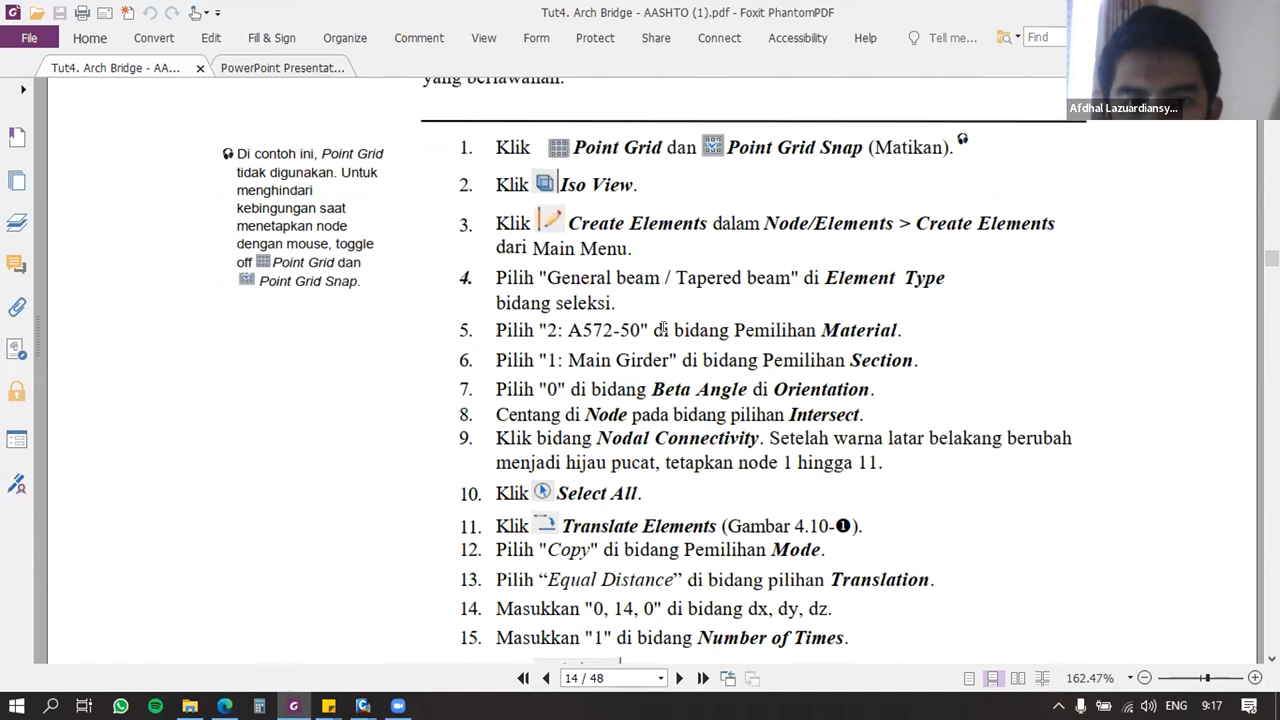 Tut4. Arch Bridge - AASHTO (1).pdf - Foxit PhantomPDF
File Home Convert Edit Fill & Sign Organize Comment View Form Protect Share Connect Accessibility Help Tell me... Find
Tut4. Arch Bridge - AA... PowerPoint Presentat...
Afdhal Lazuardiansy...
yang berlawanan.
Di contoh ini, Point Grid
tidak digunakan. Untuk
menghindari
kebingungan saat
menetapkan node
dengan mouse, toggle
off Point Grid dan
Point Grid Snap.
1. Klik Point Grid dan Point Grid Snap (Matikan).
2. Klik Iso View.
3. Klik Create Elements dalam Node/Elements > Create Elements
dari Main Menu.
4. Pilih "General beam / Tapered beam" di Element Type
bidang seleksi.
5. Pilih "2: A572-50" di bidang Pemilihan Material.
6. Pilih "1: Main Girder" di bidang Pemilihan Section.
7. Pilih "0" di bidang Beta Angle di Orientation.
8. Centang di Node pada bidang pilihan Intersect.
9. Klik bidang Nodal Connectivity. Setelah warna latar belakang berubah
menjadi hijau pucat, tetapkan node 1 hingga 11.
10. Klik Select All.
11. Klik Translate Elements (Gambar 4.10-❶).
12. Pilih "Copy" di bidang Pemilihan Mode.
13. Pilih “Equal Distance” di bidang pilihan Translation.
14. Masukkan "0, 14, 0" di bidang dx, dy, dz.
15. Masukkan "1" di bidang Number of Times.
14 / 48
162.47%
ENG 9:17